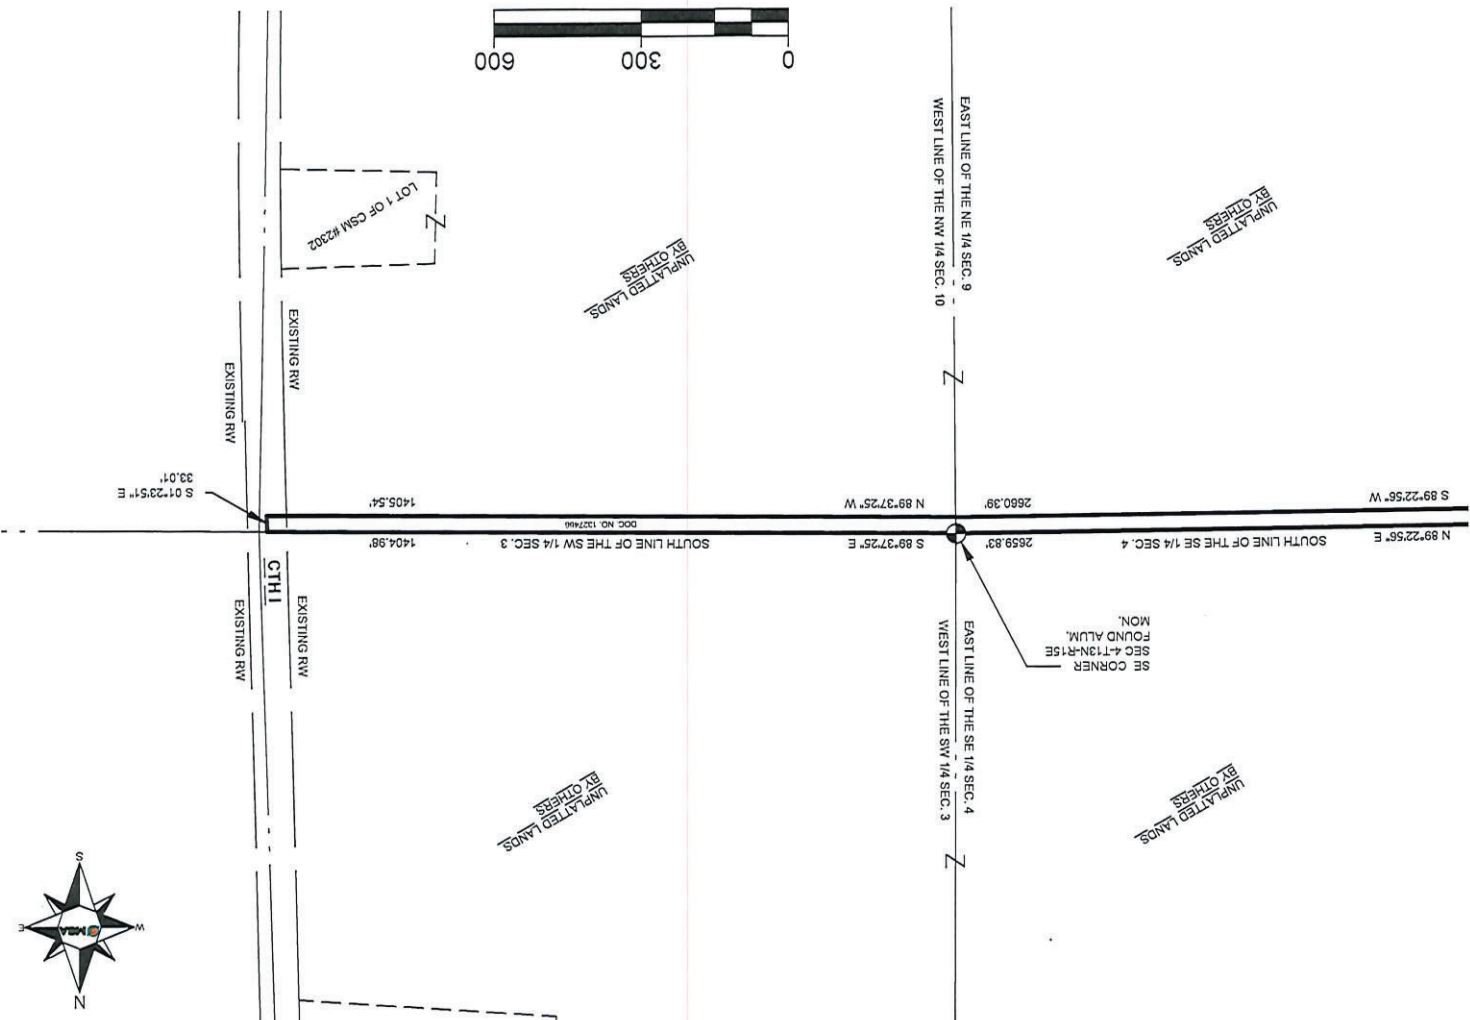 N
W
MSA
E
S
UNPLATTED LANDS
BY OTHERS
UNPLATTED LANDS
BY OTHERS
WEST LINE OF THE SW 1/4 SEC. 3
EAST LINE OF THE SE 1/4 SEC. 4
SE CORNER
SEC 4-T13N-R15E
FOUND ALUM.
MON.
EXISTING RW
EXISTING RW
CTH I
N 89°22'56" E
SOUTH LINE OF THE SE 1/4 SEC. 4
2659.83'
S 89°37'25" E
SOUTH LINE OF THE SW 1/4 SEC. 3
1404.98'
DOC. NO. 1327466
S 89°22'56" W
2660.39'
N 89°37'25" W
1405.54'
S 01°23'51" E
33.01'
EXISTING RW
EXISTING RW
UNPLATTED LANDS
BY OTHERS
UNPLATTED LANDS
BY OTHERS
LOT 1 OF CSM #2302
WEST LINE OF THE NW 1/4 SEC. 10
EAST LINE OF THE NE 1/4 SEC. 9
0
300
600